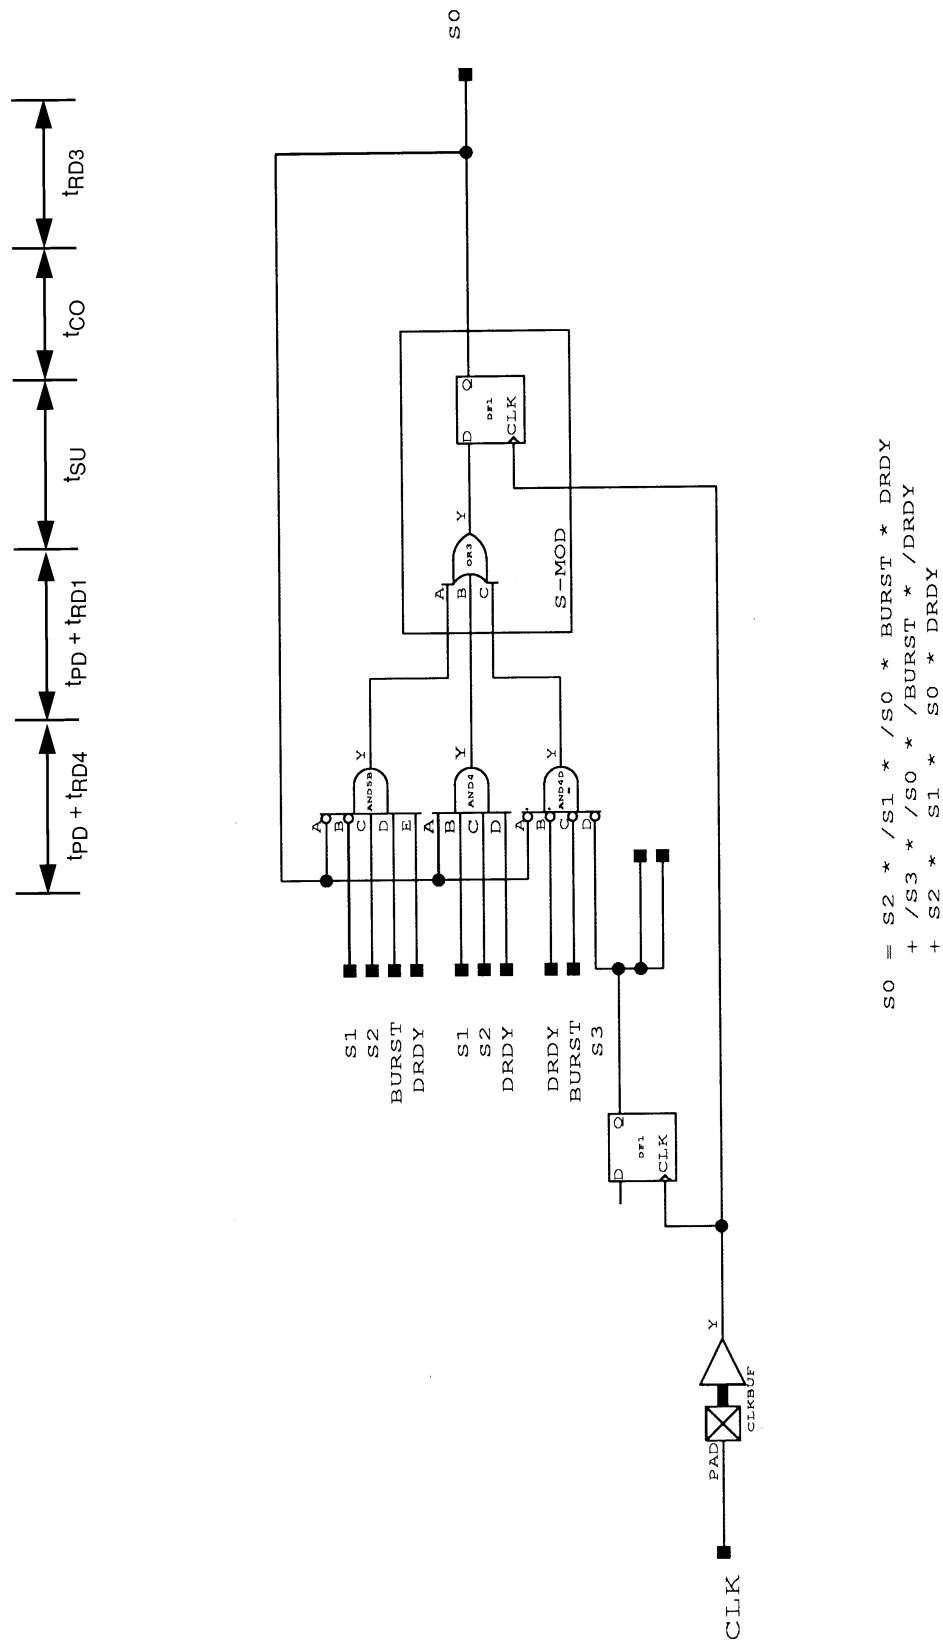 tPD + tRD4
tPD + tRD1
tSU
tCO
tRD3
S0
A
B
C
D
E
AND5B
Y
S1
S2
BURST
DRDY
A
B
C
D
AND4
Y
S1
S2
DRDY
A
B
C
D
AND4D
Y
DRDY
BURST
S3
A
B
C
OR3
Y
S-MOD
D
Q
DF1
CLK
D
Q
DF1
CLK
CLK
PAD
CLKBUF
Y
S0 = S2 * /S1 * /S0 * BURST * DRDY
+ /S3 * /S0 * /BURST * /DRDY
+ S2 * S1 * S0 * DRDY